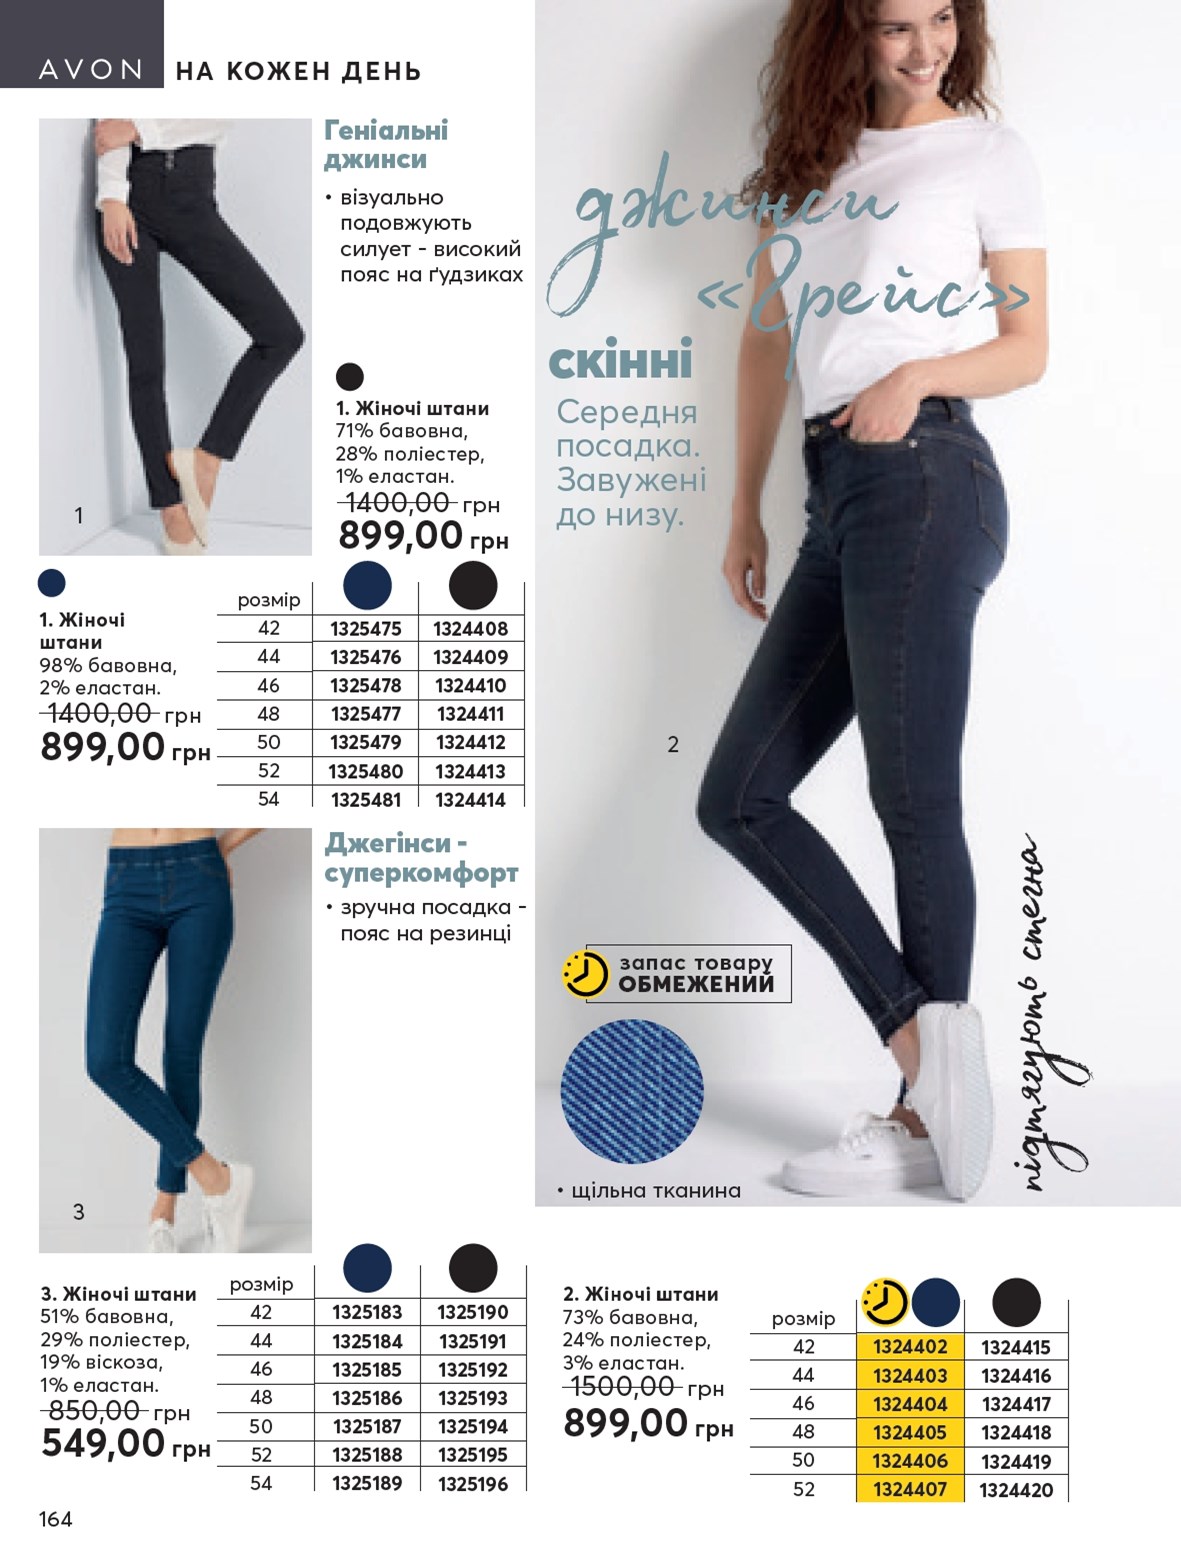 AVON НА КОЖЕН ДЕНЬ
Геніальні
джинси
• візуально
подовжують
силует - високий
пояс на ґудзиках
1. Жіночі штани
71% бавовна,
28% поліестер,
1% еластан.
1400,00 грн
899,00 грн
1
1. Жіночі
штани
98% бавовна,
2% еластан.
1400,00 грн
899,00 грн
розмір
42 1325475 1324408
44 1325476 1324409
46 1325478 1324410
48 1325477 1324411
50 1325479 1324412
52 1325480 1324413
54 1325481 1324414
Джегінси -
суперкомфорт
• зручна посадка -
пояс на резинці
3
3. Жіночі штани
51% бавовна,
29% поліестер,
19% віскоза,
1% еластан.
850,00 грн
549,00 грн
розмір
42 1325183 1325190
44 1325184 1325191
46 1325185 1325192
48 1325186 1325193
50 1325187 1325194
52 1325188 1325195
54 1325189 1325196
джинси
«Грейс»
скінні
Середня
посадка.
Завужені
до низу.
2
запас товару
ОБМЕЖЕНИЙ
• щільна тканина
підтягують стегна
2. Жіночі штани
73% бавовна,
24% поліестер,
3% еластан.
1500,00 грн
899,00 грн
розмір
42 1324402 1324415
44 1324403 1324416
46 1324404 1324417
48 1324405 1324418
50 1324406 1324419
52 1324407 1324420
164